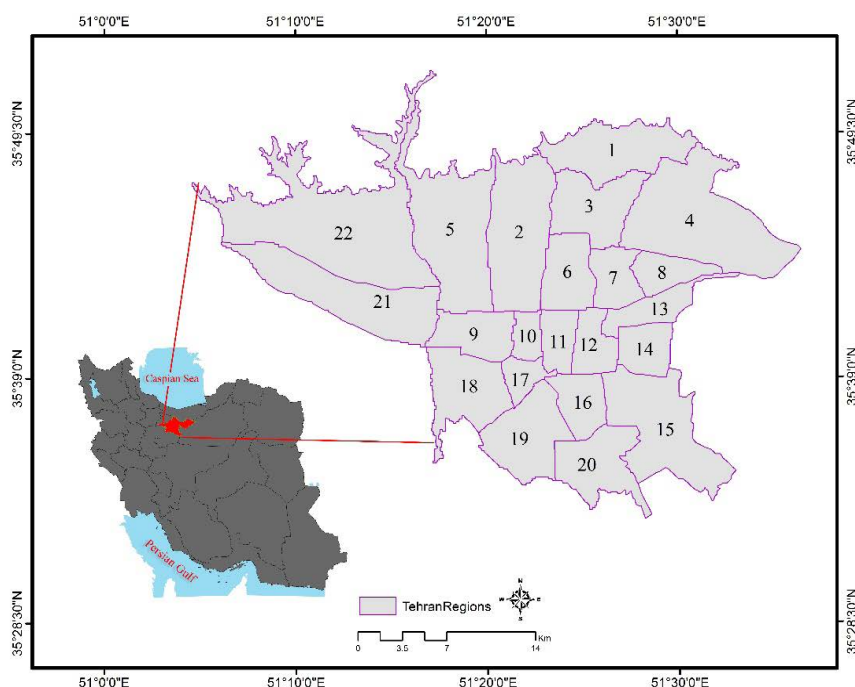 51°0'0"E 51°10'0"E 51°20'0"E 51°30'0"E
35°49'30"N 35°49'30"N
1
3
4
22 5 2
6 7 8
21
13
9 10 11 12 14
35°39'0"N 35°39'0"N
Caspian Sea
18 17
16
15
19
20
Persian Gulf
Tehran Regions
N
W E
S
Km
0 3.5 7 14
35°28'30"N 35°28'30"N
51°0'0"E 51°10'0"E 51°20'0"E 51°30'0"E